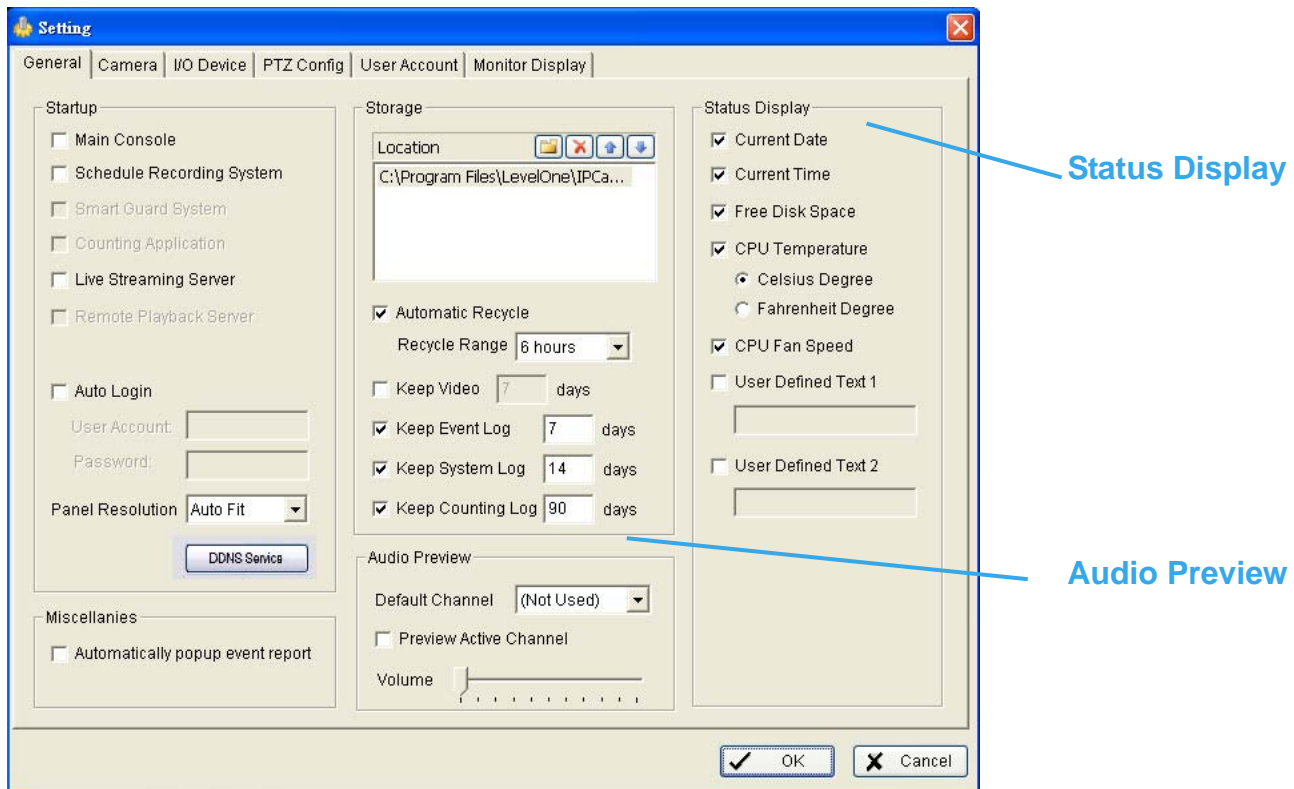 Setting
General Camera I/O Device PTZ Config User Account Monitor Display
Startup
Main Console
Schedule Recording System
Smart Guard System
Counting Application
Live Streaming Server
Remote Playback Server
Auto Login
User Account:
Password:
Panel Resolution Auto Fit
DDNS Service
Miscellanies
Automatically popup event report
Storage
Location
C:\Program Files\LevelOne\IPCa...
Automatic Recycle
Recycle Range 6 hours
Keep Video 7 days
Keep Event Log 7 days
Keep System Log 14 days
Keep Counting Log 90 days
Audio Preview
Default Channel (Not Used)
Preview Active Channel
Volume
Status Display
Current Date
Current Time
Free Disk Space
CPU Temperature
Celsius Degree
Fahrenheit Degree
CPU Fan Speed
User Defined Text 1
User Defined Text 2
OK Cancel
Status Display
Audio Preview